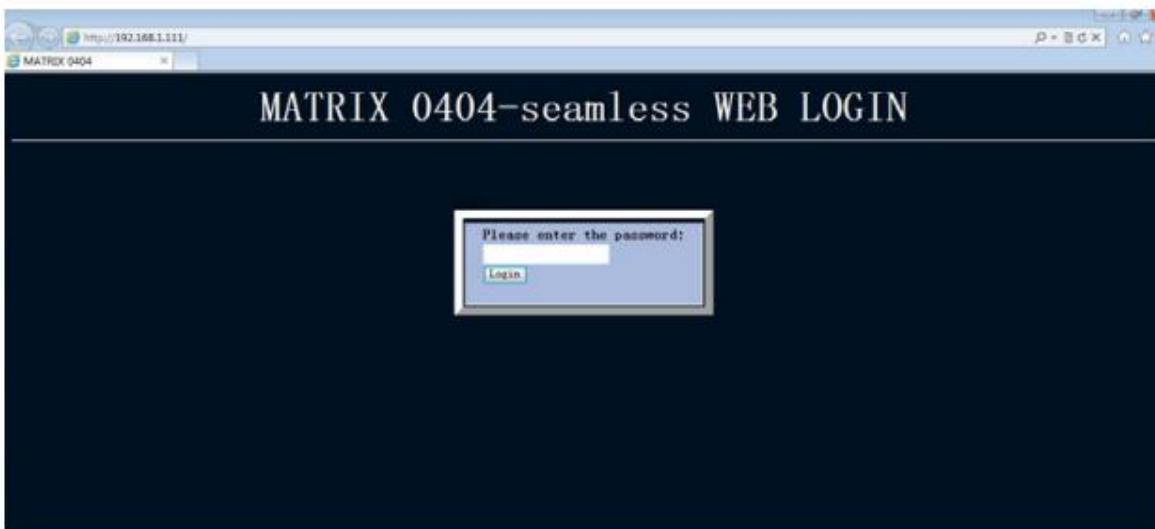 http://192.168.1.111/
MATRIX 0404
MATRIX 0404-seamless WEB LOGIN
Please enter the password:
Login